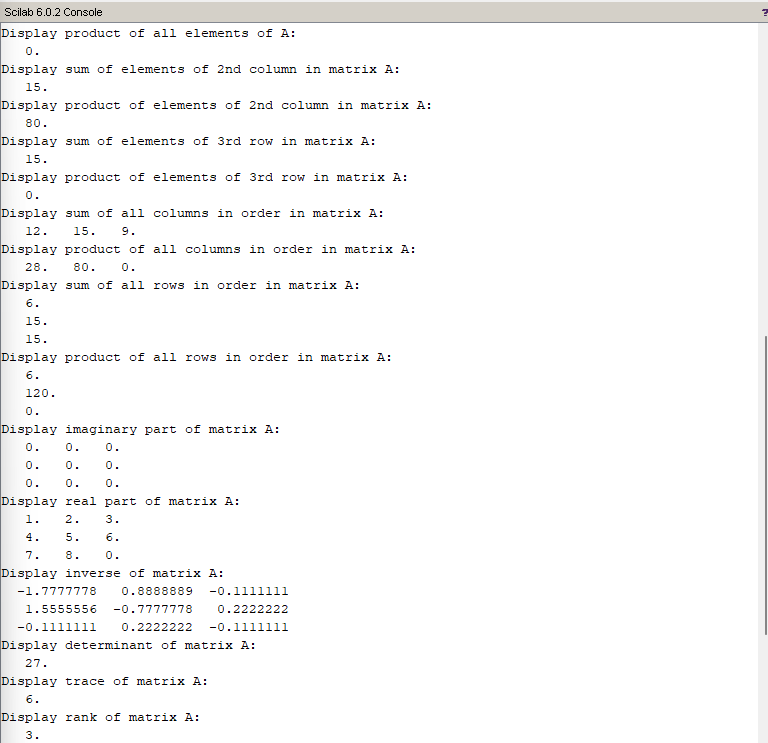 Scilab 6.0.2 Console
?
Display product of all elements of A:
0.
Display sum of elements of 2nd column in matrix A:
15.
Display product of elements of 2nd column in matrix A:
80.
Display sum of elements of 3rd row in matrix A:
15.
Display product of elements of 3rd row in matrix A:
0.
Display sum of all columns in order in matrix A:
12. 15. 9.
Display product of all columns in order in matrix A:
28. 80. 0.
Display sum of all rows in order in matrix A:
6.
15.
15.
Display product of all rows in order in matrix A:
6.
120.
0.
Display imaginary part of matrix A:
0. 0. 0.
0. 0. 0.
0. 0. 0.
Display real part of matrix A:
1. 2. 3.
4. 5. 6.
7. 8. 0.
Display inverse of matrix A:
-1.7777778 0.8888889 -0.1111111
1.5555556 -0.7777778 0.2222222
-0.1111111 0.2222222 -0.1111111
Display determinant of matrix A:
27.
Display trace of matrix A:
6.
Display rank of matrix A:
3.